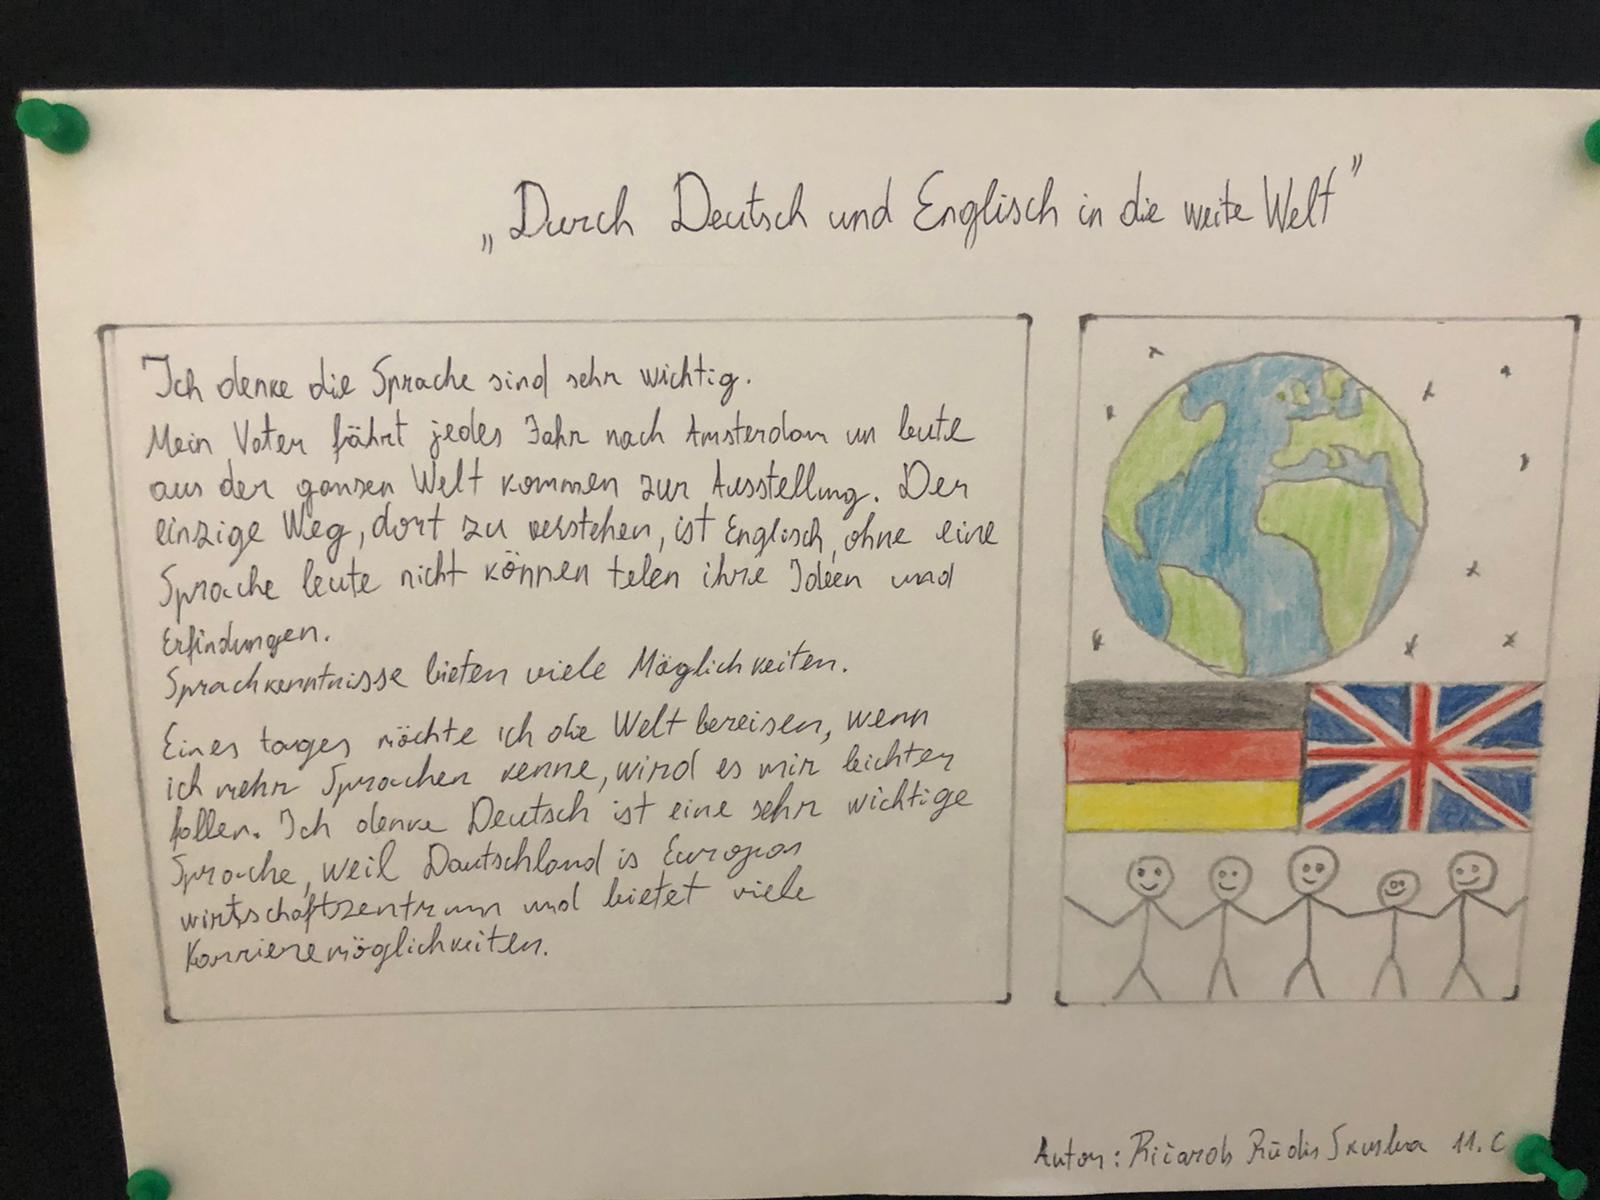 „Durch Deutsch und Englisch in die weite Welt”
Ich denke die Sprache sind sehr wichtig.
Mein Vater fährt jedes Jahr nach Amsterdam un leute
aus der ganzen Welt kommen zur Ausstellung. Der
einzige Weg, dort zu verstehen, ist Englisch, ohne eine
Sprache leute nicht können telen ihre Ideen und
Erfindungen.
Sprachkenntnisse bieten viele Möglichkeiten.
Eines tages möchte ich die Welt bereisen, wenn
ich mehr Sprachen kenne, wird es mir leichter
fallen. Ich denke Deutsch ist eine sehr wichtige
Sprache, weil Deutschland is Europas
wirtschaftszentrum und bietet viele
Karrieremöglichkeiten.
Autor: Ričards Rūdis 11.c